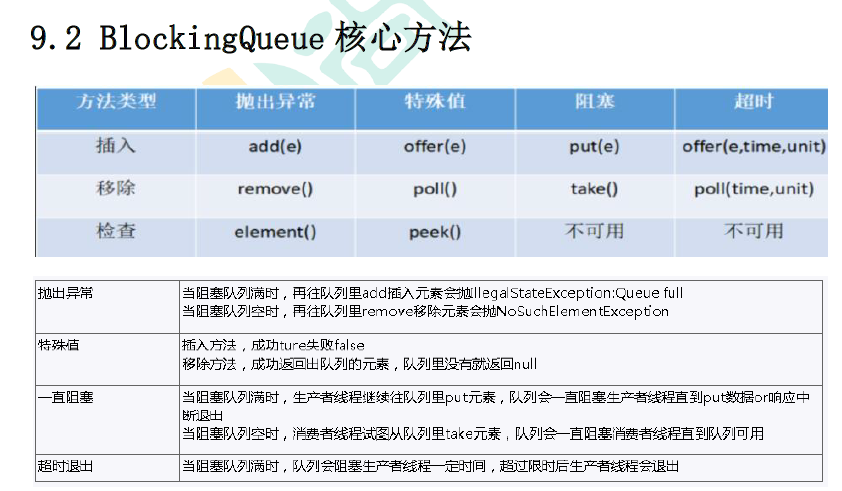 9.2 BlockingQueue 核心方法
方法类型 抛出异常 特殊值 阻塞 超时
插入 add(e) offer(e) put(e) offer(e,time,unit)
移除 remove() poll() take() poll(time,unit)
检查 element() peek() 不可用 不可用
抛出异常 当阻塞队列满时，再往队列里add插入元素会抛IllegalStateException:Queue full
当阻塞队列空时，再往队列里remove移除元素会抛NoSuchElementException
特殊值 插入方法，成功ture失败false
移除方法，成功返回出队列的元素，队列里没有就返回null
一直阻塞 当阻塞队列满时，生产者线程继续往队列里put元素，队列会一直阻塞生产者线程直到put数据or响应中
断退出
当阻塞队列空时，消费者线程试图从队列里take元素，队列会一直阻塞消费者线程直到队列可用
超时退出 当阻塞队列满时，队列会阻塞生产者线程一定时间，超过限时后生产者线程会退出